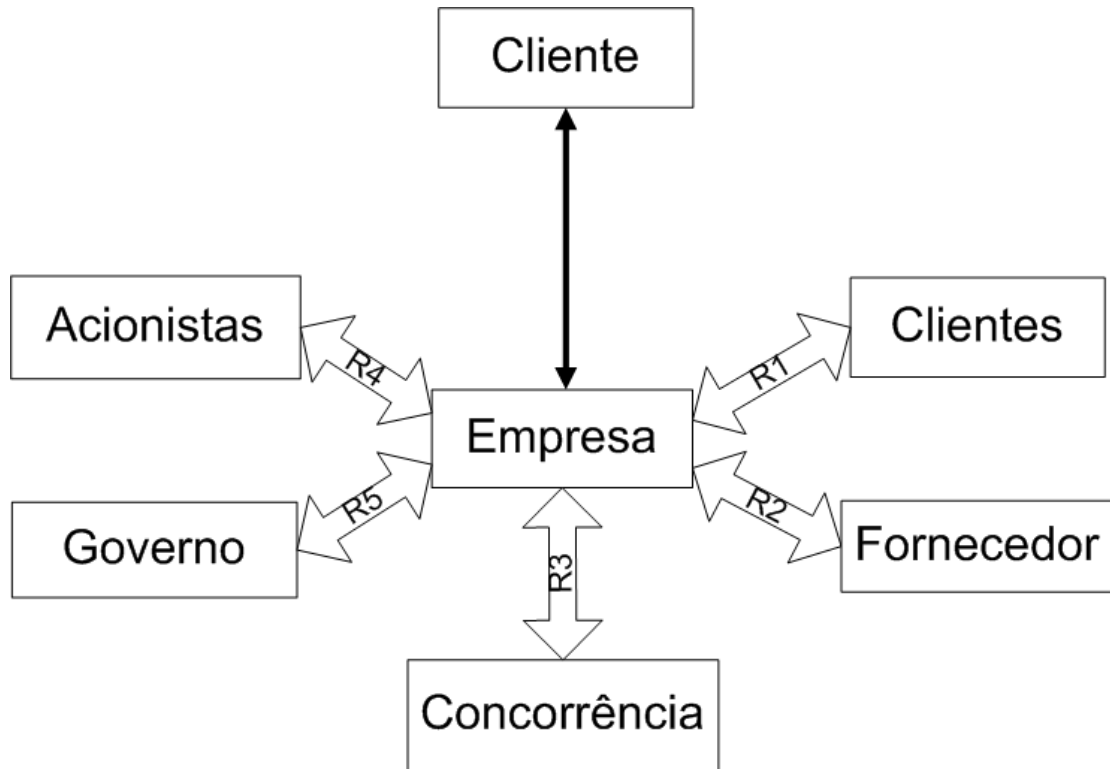 Cliente
Acionistas
Clientes
R4
R1
Empresa
R5
R2
Governo
Fornecedor
R3
Concorrência